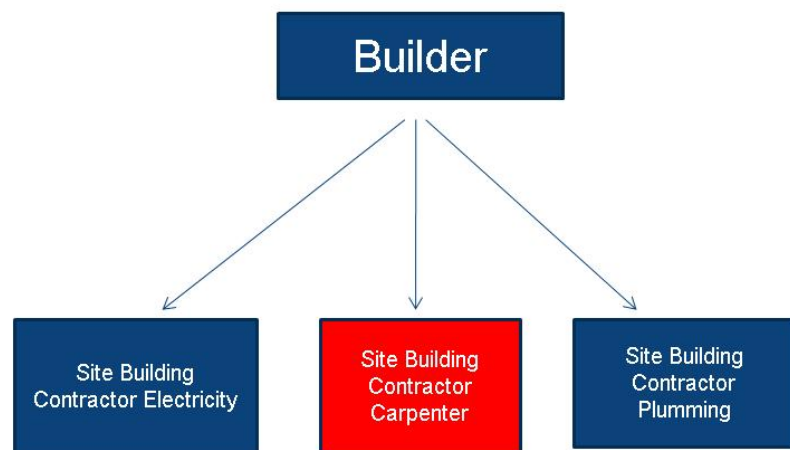 Builder
Site Building
Contractor Electricity
Site Building
Contractor
Carpenter
Site Building
Contractor
Plumming